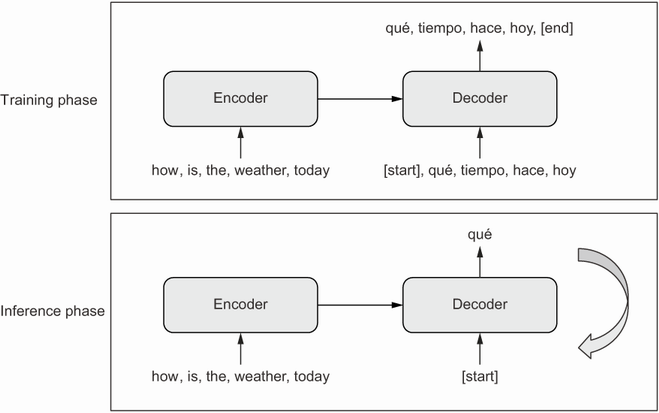 qué, tiempo, hace, hoy, [end]
Training phase
Encoder
Decoder
how, is, the, weather, today
[start], qué, tiempo, hace, hoy
qué
Inference phase
Encoder
Decoder
how, is, the, weather, today
[start]